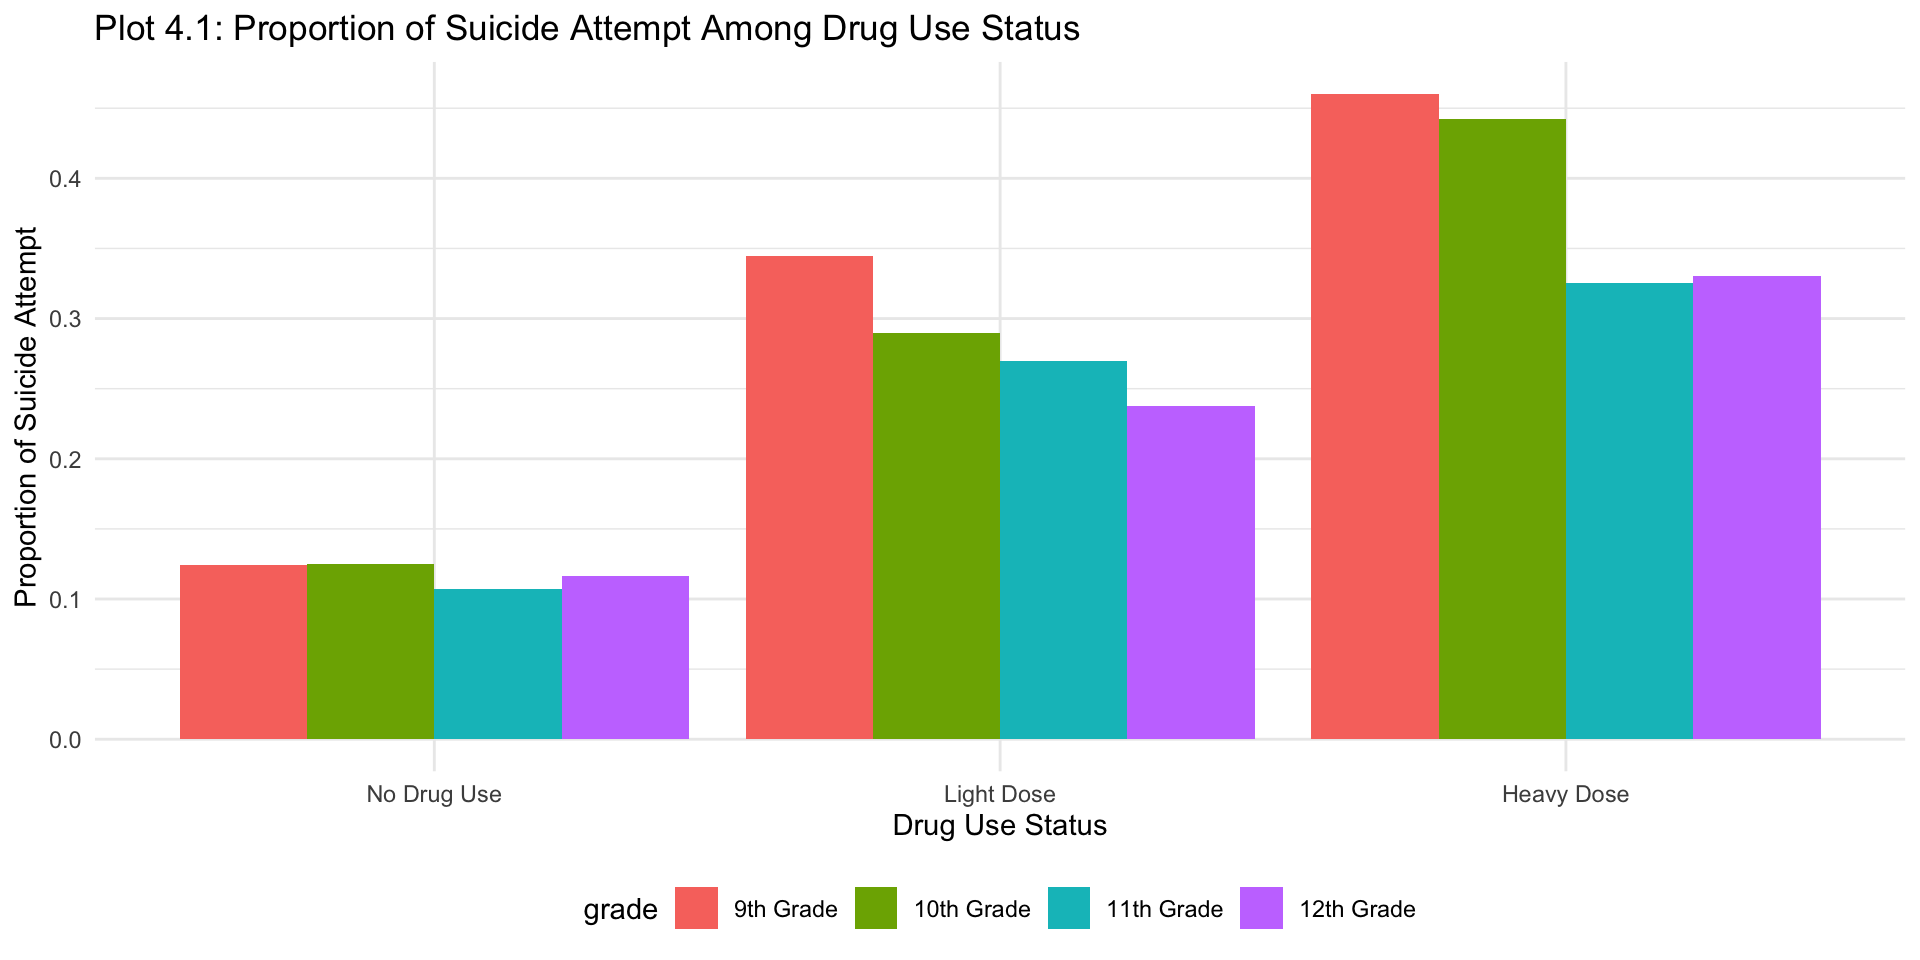 Plot 4.1: Proportion of Suicide Attempt Among Drug Use Status
Proportion of Suicide Attempt
0.4
0.3
0.2
0.1
0.0
No Drug Use Light Dose Heavy Dose
Drug Use Status
grade 9th Grade 10th Grade 11th Grade 12th Grade